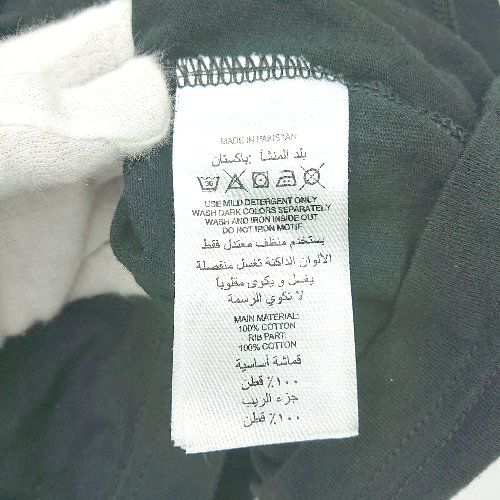 MADE IN PAKISTAN
بلد المنشأ :باكستان
USE MILD DETERGENT ONLY
WASH DARK COLORS SEPARATELY
WASH AND IRON INSIDE OUT
DO NOT IRON MOTIF
يستخدم منظف معتدل فقط
الألوان الداكنة تغسل منفصلة
يغسل و يكوى مقلوباً
لا تكوي الرسمة
MAIN MATERIAL:
100% COTTON
RIB PART:
100% COTTON
قماشة أساسية
١٠٠٪ قطن
جزء الريب
١٠٠٪ قطن